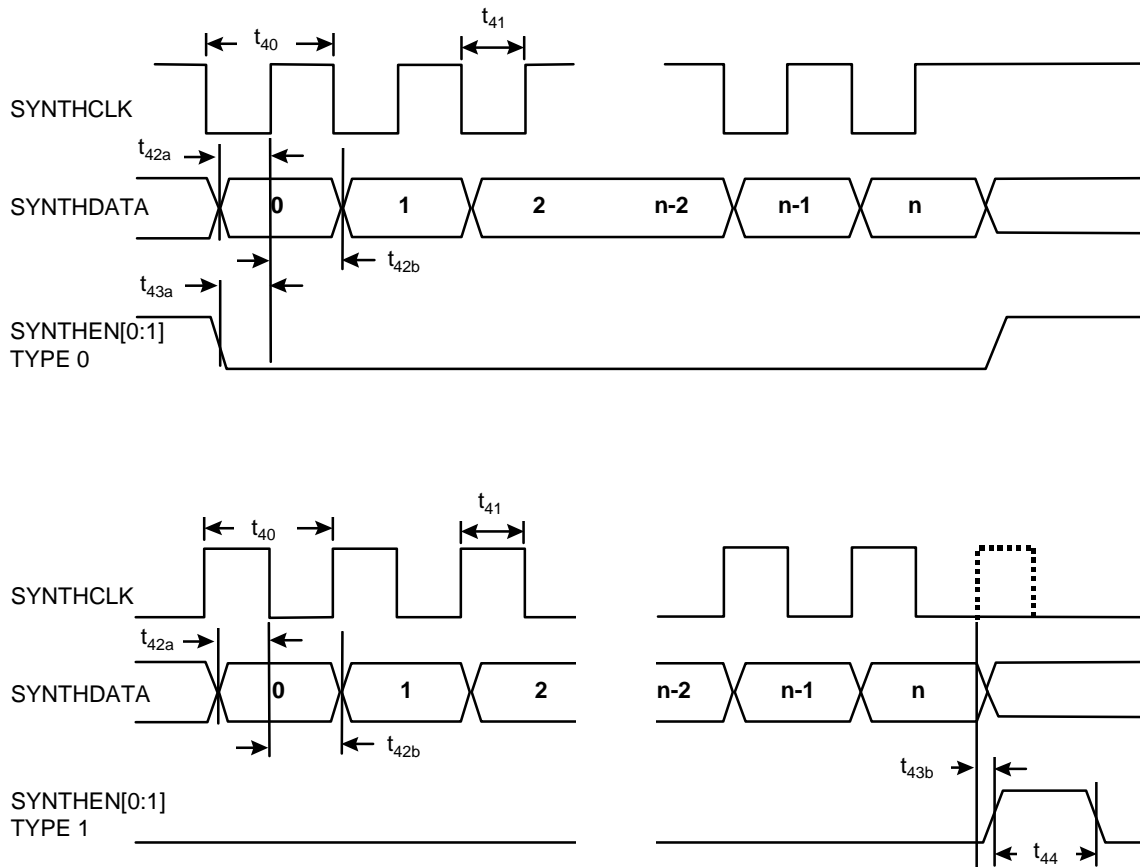 t40
t41
SYNTHCLK
t42a
SYNTHDATA
0
1
2
n-2
n-1
n
t42b
t43a
SYNTHEN[0:1]
TYPE 0
t40
t41
SYNTHCLK
t42a
SYNTHDATA
0
1
2
n-2
n-1
n
t42b
t43b
SYNTHEN[0:1]
TYPE 1
t44